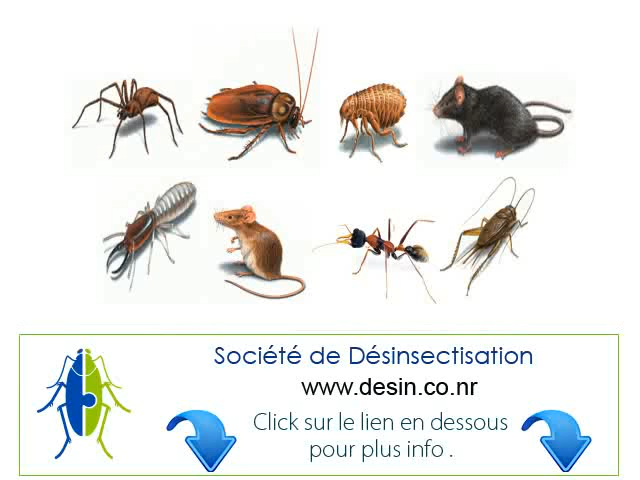 Société de Désinsectisation
www.desin.co.nr
Click sur le lien en dessous
pour plus info .